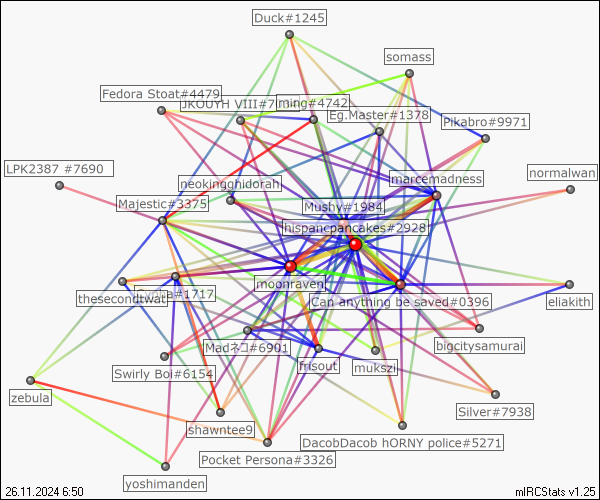 Duck#1245
somass
Fedora Stoat#4479
JKOUYH VIII#7
ming#4742
Eg.Master#1378
Pikabro#9971
LPK2387 #7690
normalwan
neokingghidorah
marcemadness
Majestic#3375
Mushy#1984
hispanepancakes#2928
moonraven
thesecondtwat
#1717
Can anything be saved#0396
eliakith
Madネコ#6901
bigcitysamurai
frisout
mukszi
Swirly Boi#6154
zebula
Silver#7938
shawntee9
DacobDacob hORNY police#5271
Pocket Persona#3326
yoshimanden
26.11.2024 6:50
mIRCStats v1.25